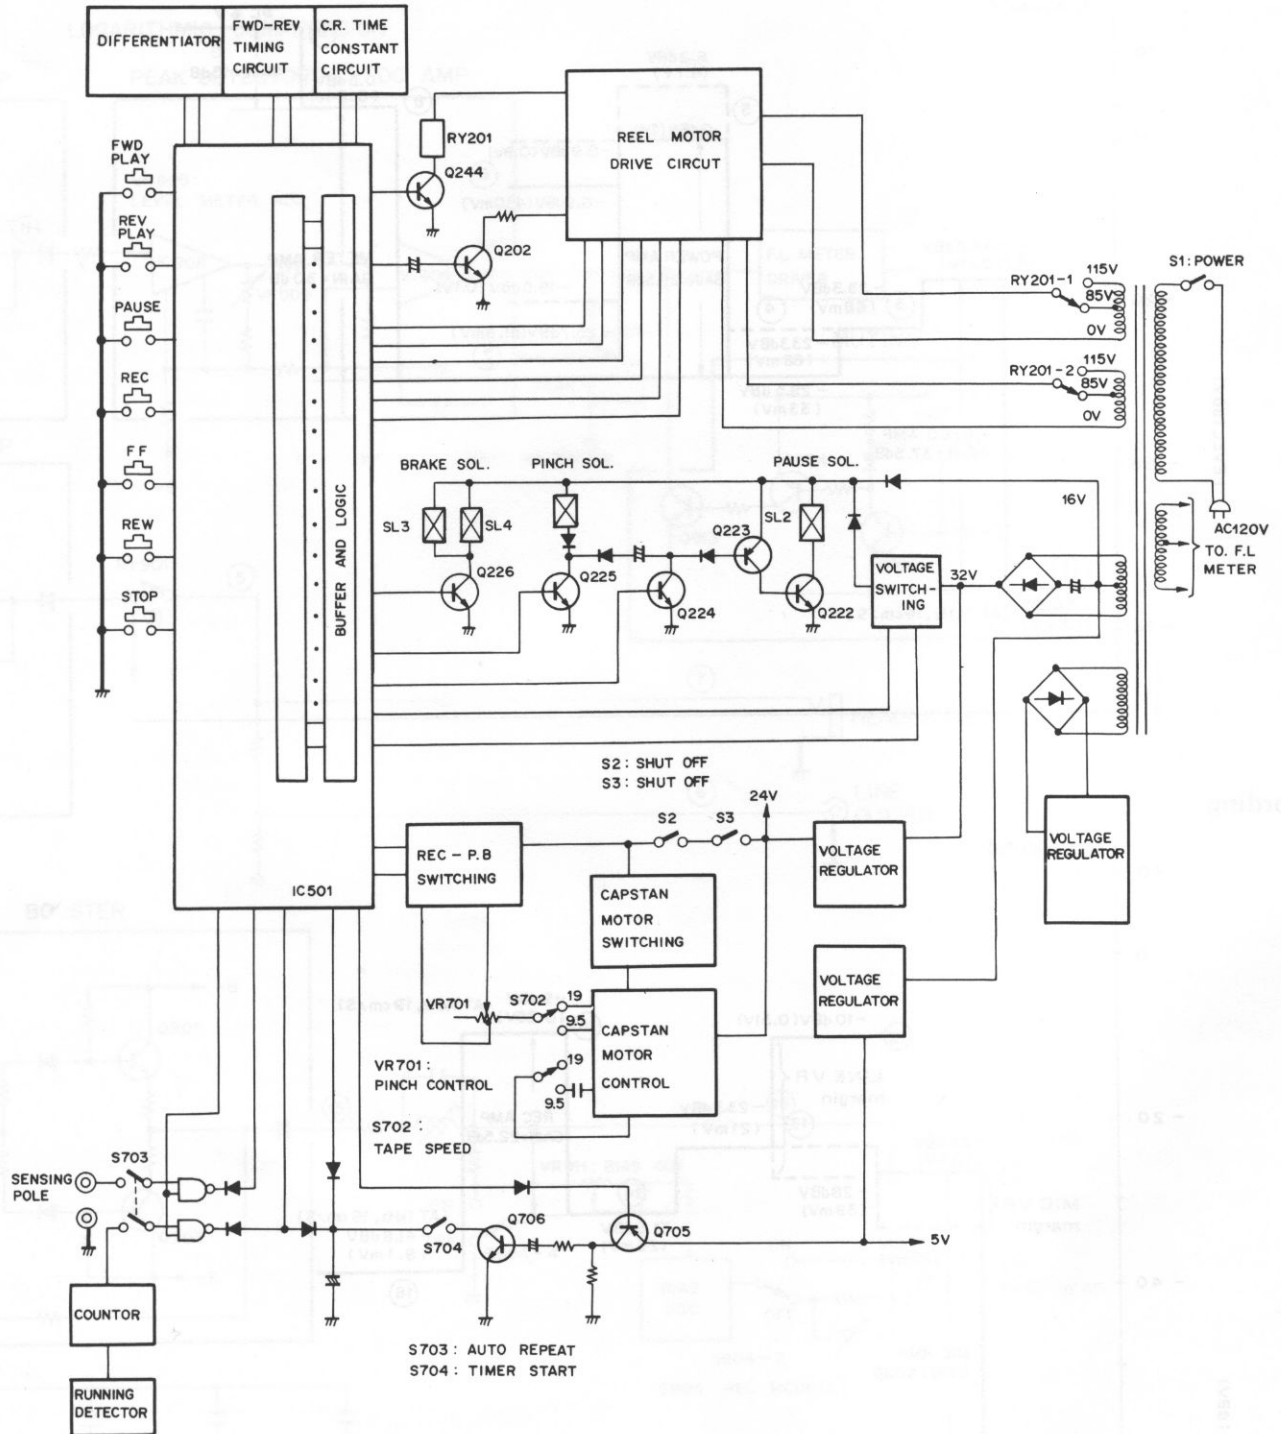 DIFFERENTIATOR
FWD-REV
TIMING
CIRCUIT
C.R. TIME
CONSTANT
CIRCUIT
FWD
PLAY
REV
PLAY
PAUSE
REC
FF
REW
STOP
BUFFER AND LOGIC
IC501
RY201
Q244
Q202
REEL MOTOR
DRIVE CIRCUT
S1: POWER
RY201-1
115V
85V
0V
RY201-2
115V
85V
0V
AC120V
TO. F.L
METER
16V
BRAKE SOL.
PINCH SOL.
PAUSE SOL.
SL3
SL4
Q226
Q225
Q224
Q223
SL2
Q222
VOLTAGE
SWITCH-
ING
32V
S2: SHUT OFF
S3: SHUT OFF
24V
S2
S3
REC - P.B
SWITCHING
CAPSTAN
MOTOR
SWITCHING
VOLTAGE
REGULATOR
VOLTAGE
REGULATOR
VOLTAGE
REGULATOR
VR701
S702
19
9.5
19
9.5
CAPSTAN
MOTOR
CONTROL
VR701:
PINCH CONTROL
S702:
TAPE SPEED
SENSING
POLE
S703
S704
Q706
Q705
5V
COUNTOR
RUNNING
DETECTOR
S703: AUTO REPEAT
S704: TIMER START